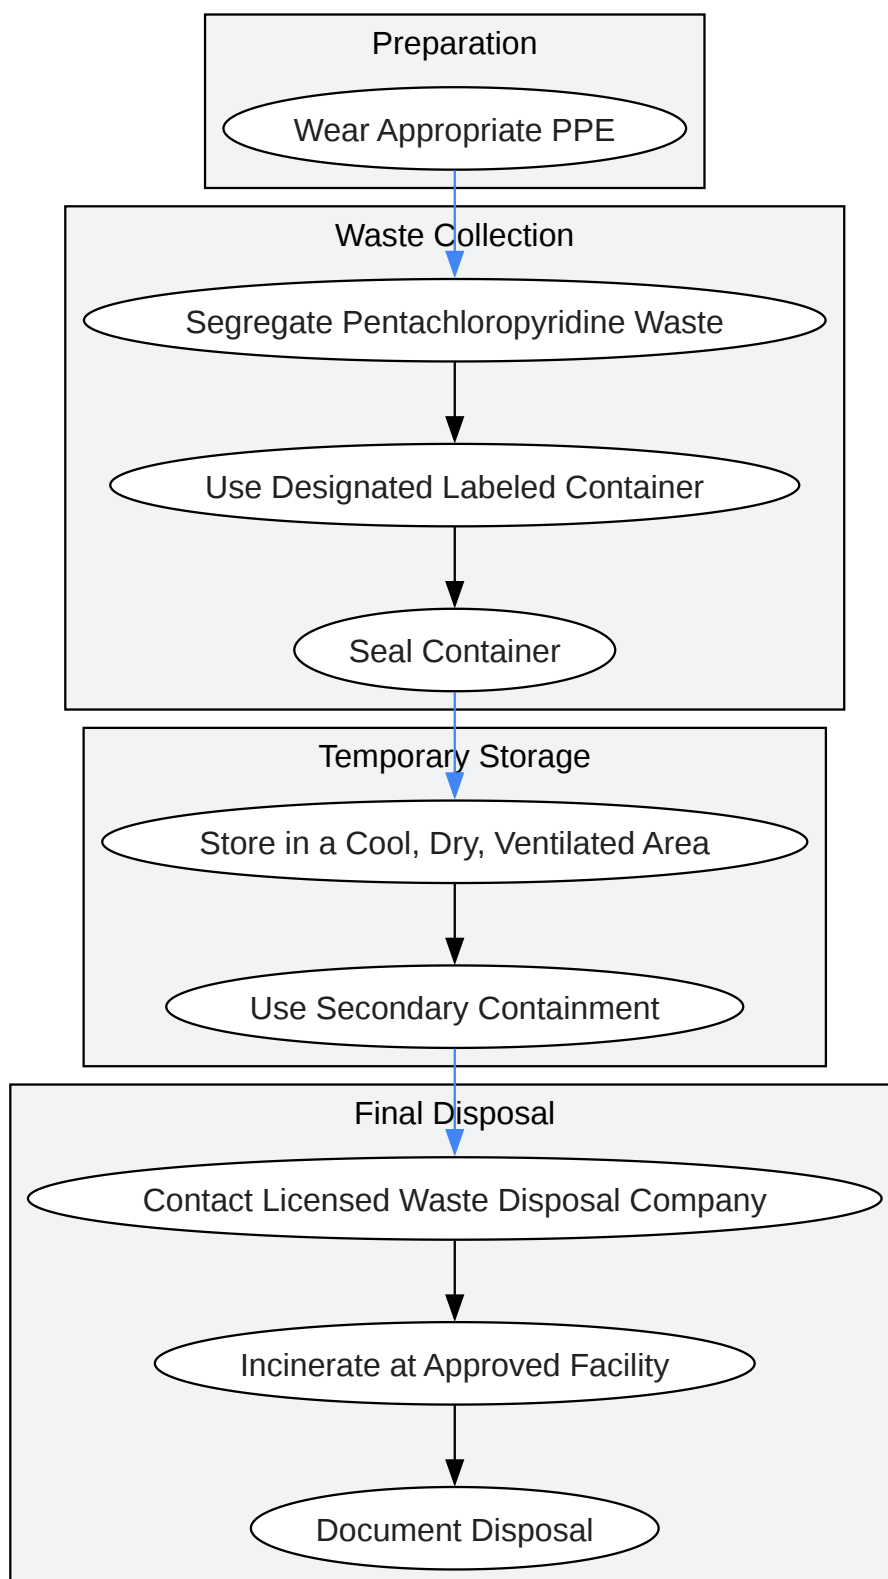 Preparation
Wear Appropriate PPE
Waste Collection
Segregate Pentachloropyridine Waste
Use Designated Labeled Container
Seal Container
Temporary Storage
Store in a Cool, Dry, Ventilated Area
Use Secondary Containment
Final Disposal
Contact Licensed Waste Disposal Company
Incinerate at Approved Facility
Document Disposal